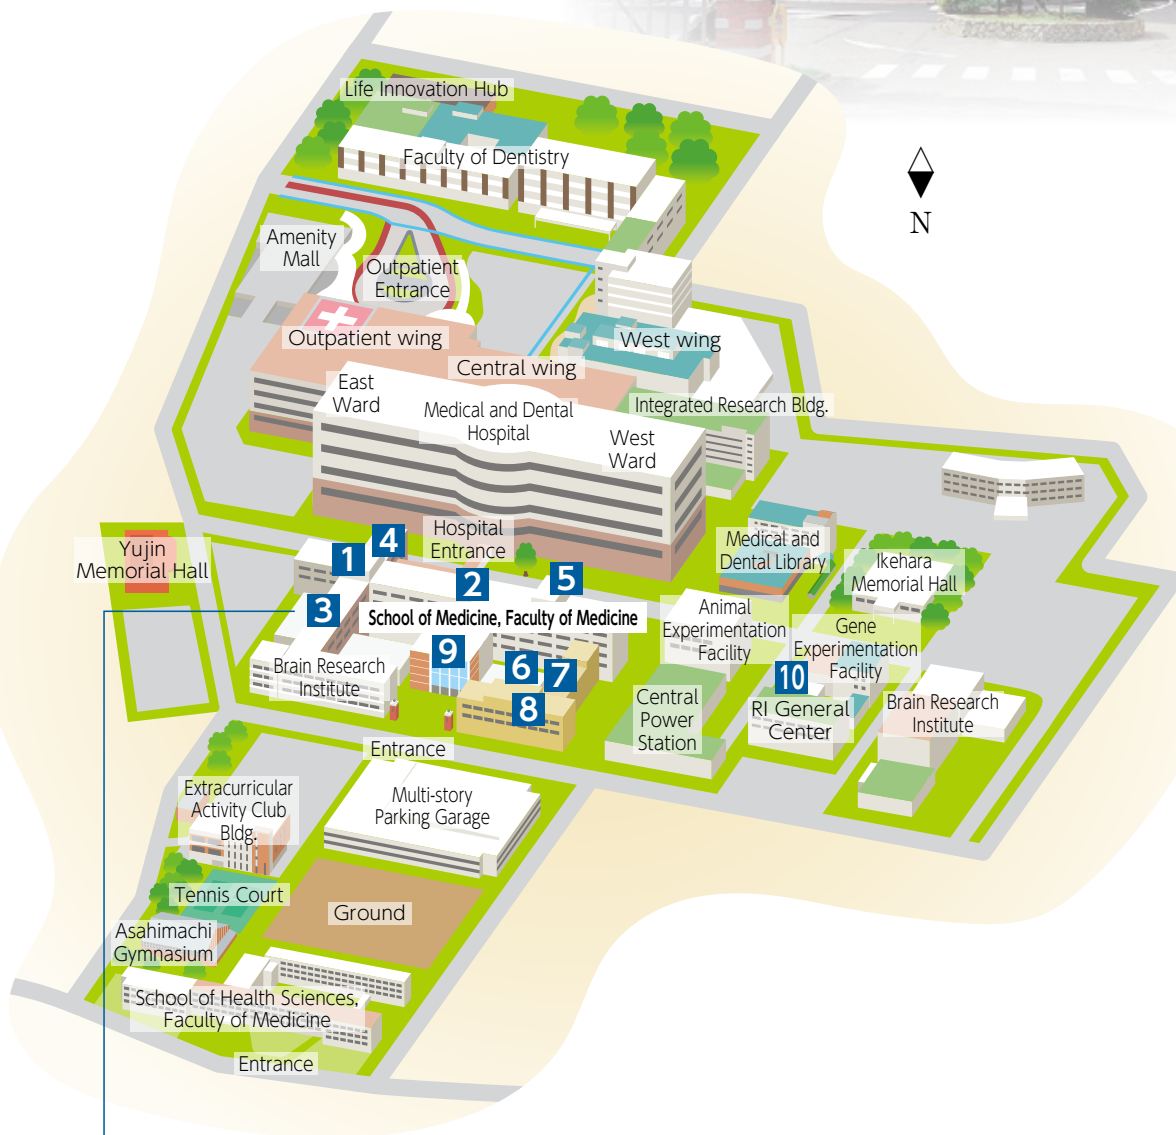 Life Innovation Hub
Faculty of Dentistry
N
Amenity
Mall
Outpatient
Entrance
Outpatient wing
West wing
Central wing
East
Ward
Medical and Dental
Hospital
Integrated Research Bldg.
West
Ward
Yujin
Memorial Hall
Hospital
Entrance
Medical and
Dental Library
Ikehara
Memorial Hall
4
1
2
5
3
School of Medicine, Faculty of Medicine
Animal
Experimentation
Facility
Gene
Experimentation
Facility
9
6
7
8
10
Brain Research
Institute
Central
Power
Station
RI General
Center
Brain Research
Institute
Entrance
Extracurricular
Activity Club
Bldg.
Multi-story
Parking Garage
Tennis Court
Ground
Asahimachi
Gymnasium
School of Health Sciences,
Faculty of Medicine
Entrance